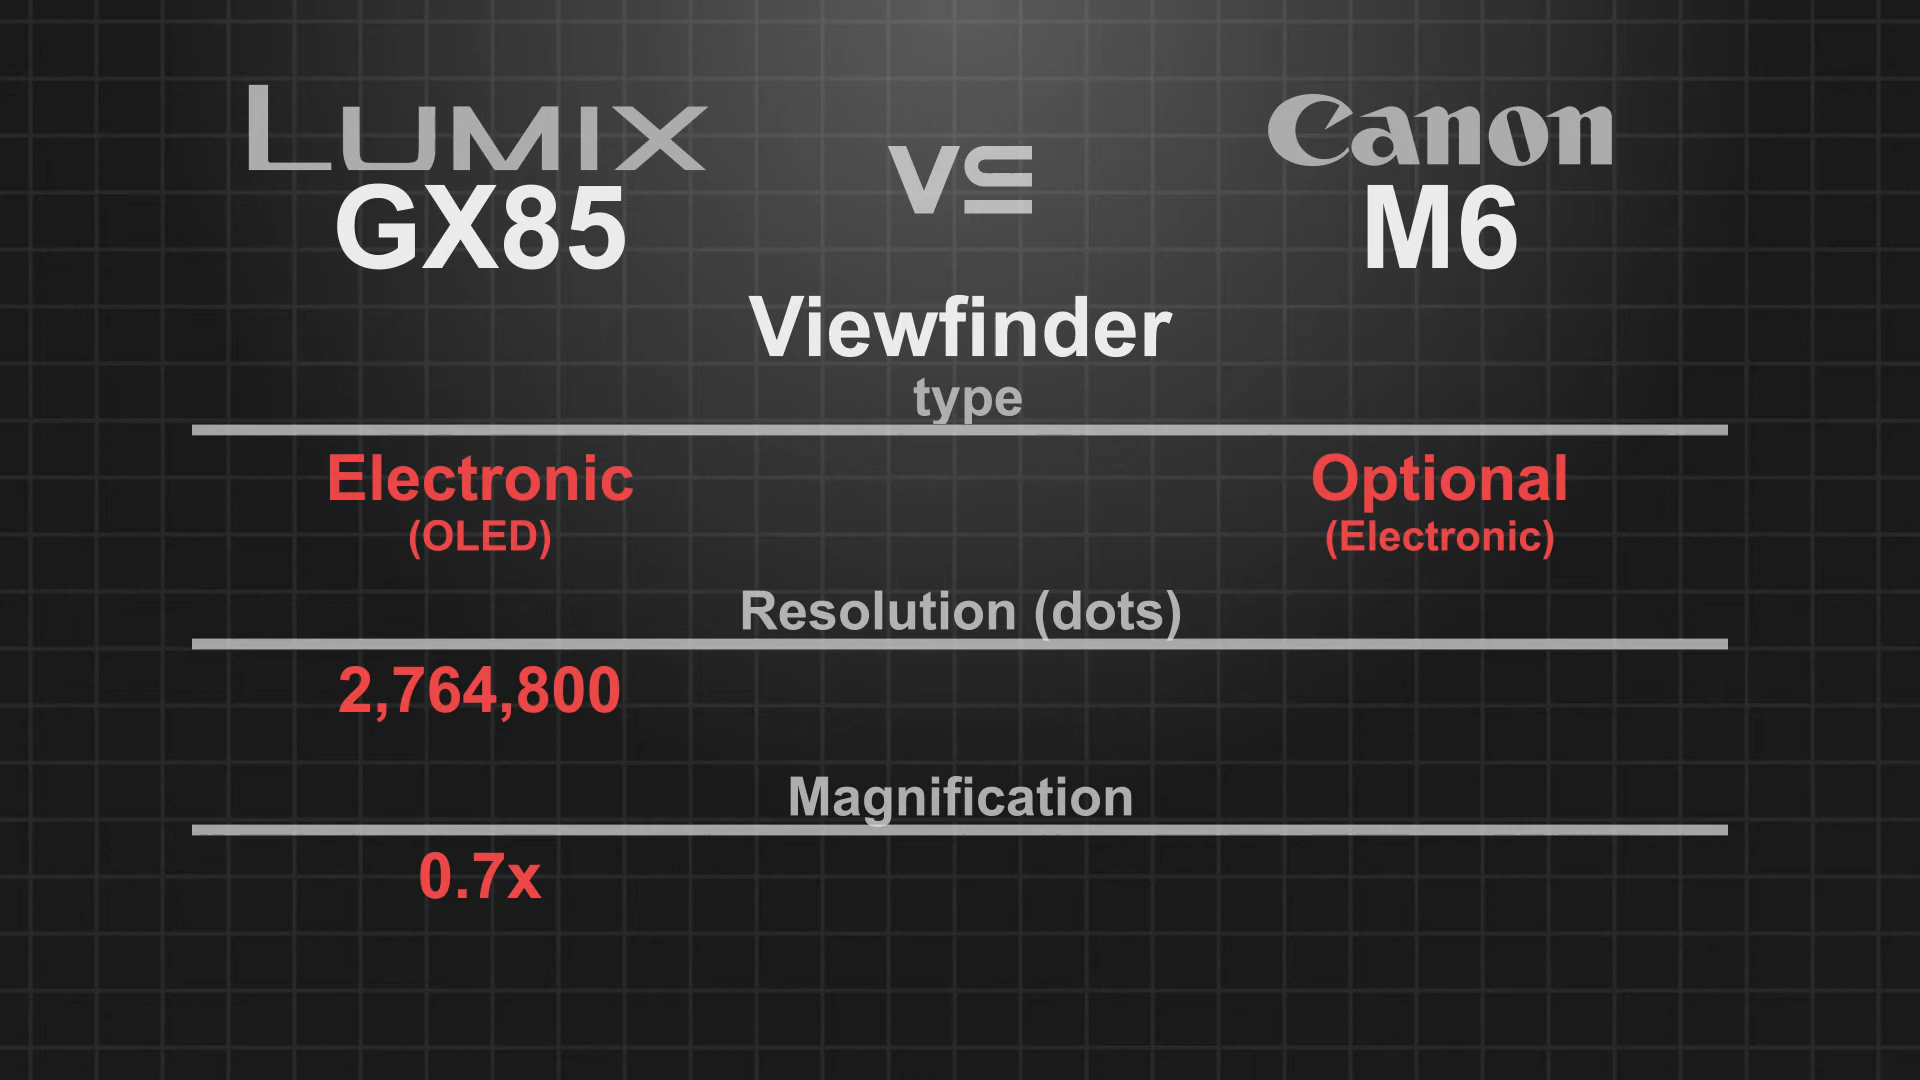 LUMIX
GX85
VS
Canon
M6
Viewfinder
type
Electronic
(OLED)
Optional
(Electronic)
Resolution (dots)
2,764,800
Magnification
0.7x